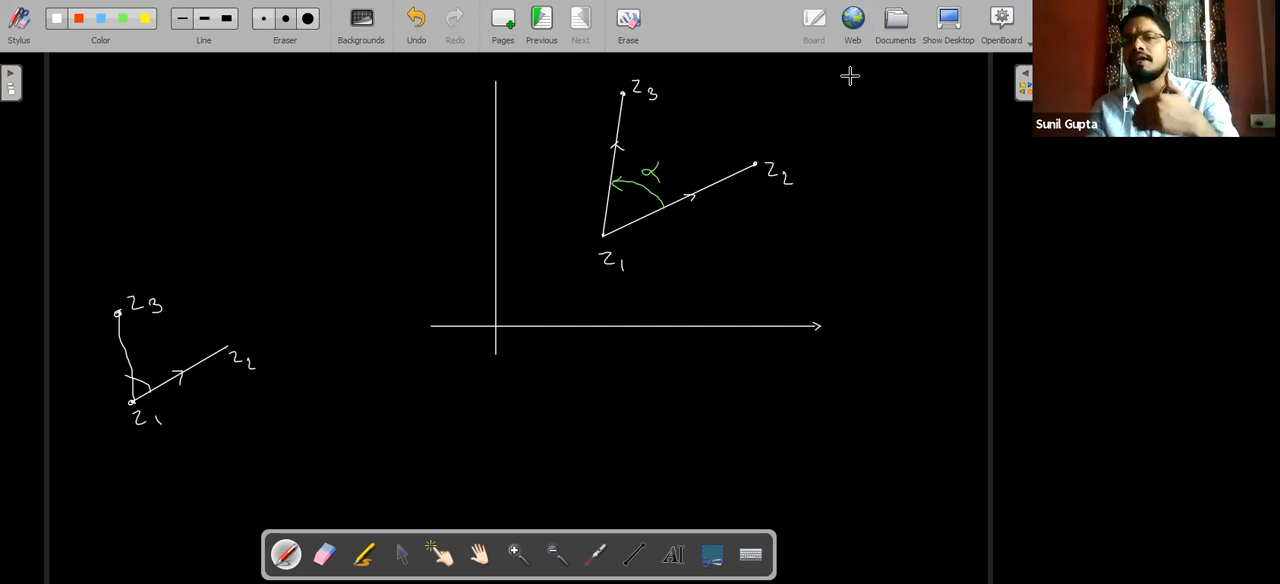 Stylus
Color
Line
Eraser
Backgrounds
Undo
Redo
Pages
Previous
Next
Erase
Board
Web
Documents
Show Desktop
OpenBoard
Sunil Gupta
z3
α
z2
z1
z3
z2
z1
AI